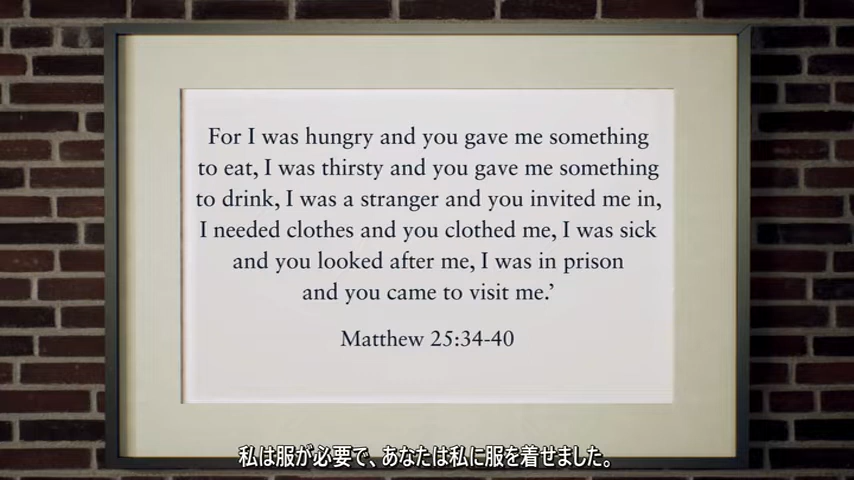 For I was hungry and you gave me something
to eat, I was thirsty and you gave me something
to drink, I was a stranger and you invited me in,
I needed clothes and you clothed me, I was sick
and you looked after me, I was in prison
and you came to visit me.’
Matthew 25:34-40
私は服が必要で、あなたは私に服を着せました。